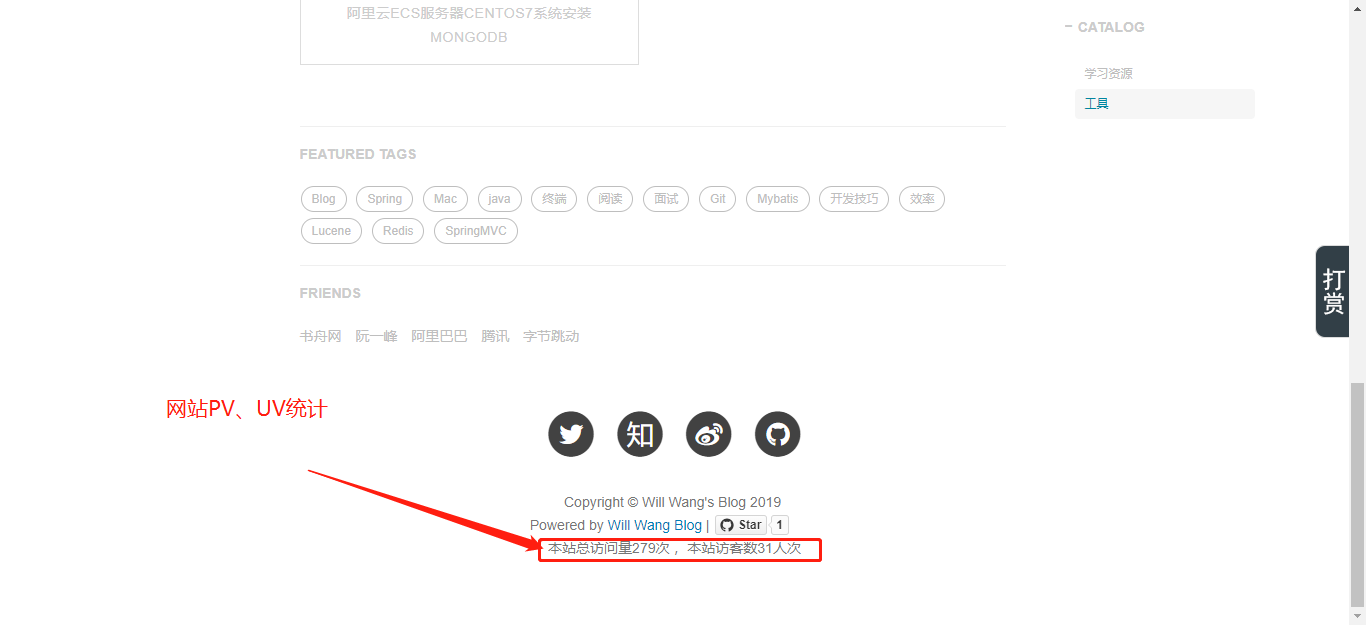 阿里云ECS服务器CENTOS7系统安装
MONGODB
CATALOG
学习资源
工具
FEATURED TAGS
Blog Spring Mac java 终端 阅读 面试 Git Mybatis 开发技巧 效率
Lucene Redis SpringMVC
打
赏
FRIENDS
书舟网 阮一峰 阿里巴巴 腾讯 字节跳动
网站PV、UV统计
知
Copyright © Will Wang's Blog 2019
Powered by Will Wang Blog | Star 1
本站总访问量279次 ，本站访客数31人次